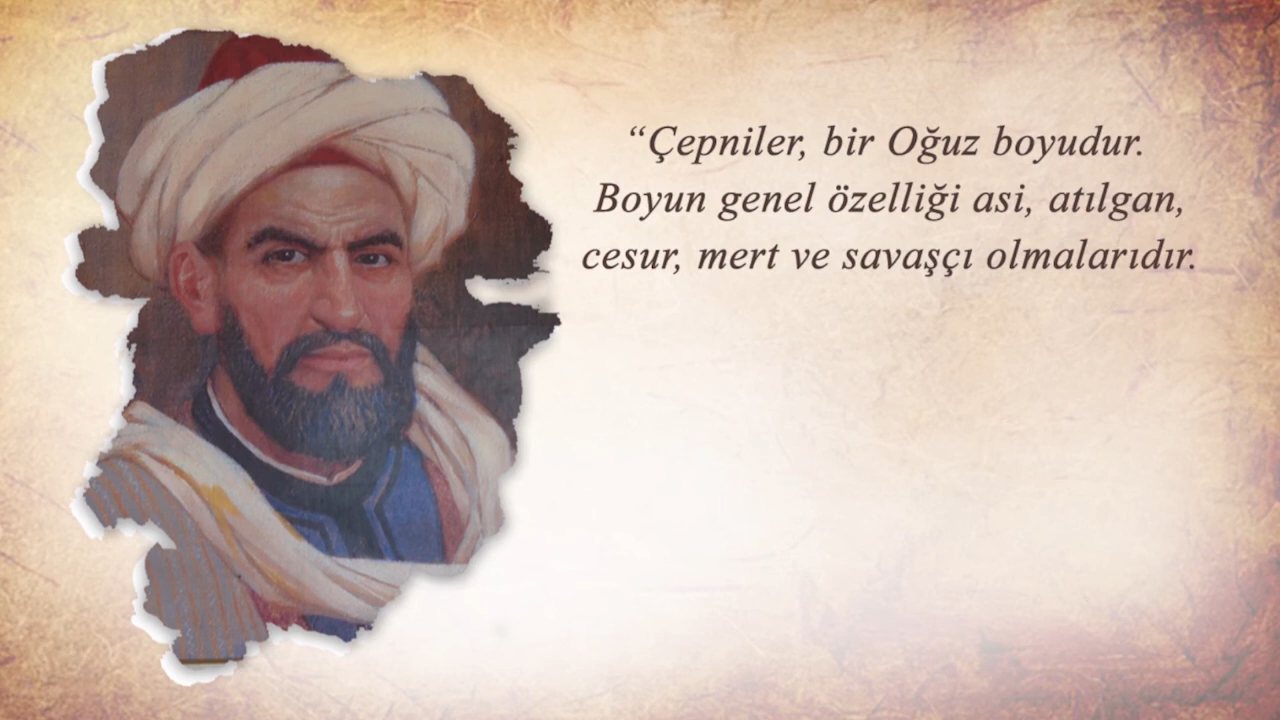 “Çepniler, bir Oğuz boyudur.
Boyun genel özelliği asi, atılgan,
cesur, mert ve savaşçı olmalarıdır.